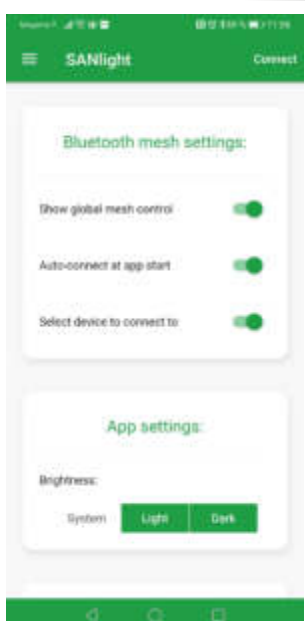 SANlight
Connect
Bluetooth mesh settings:
Show global mesh control
Auto-connect at app start
Select device to connect to
App settings:
Brightness:
System Light Dark